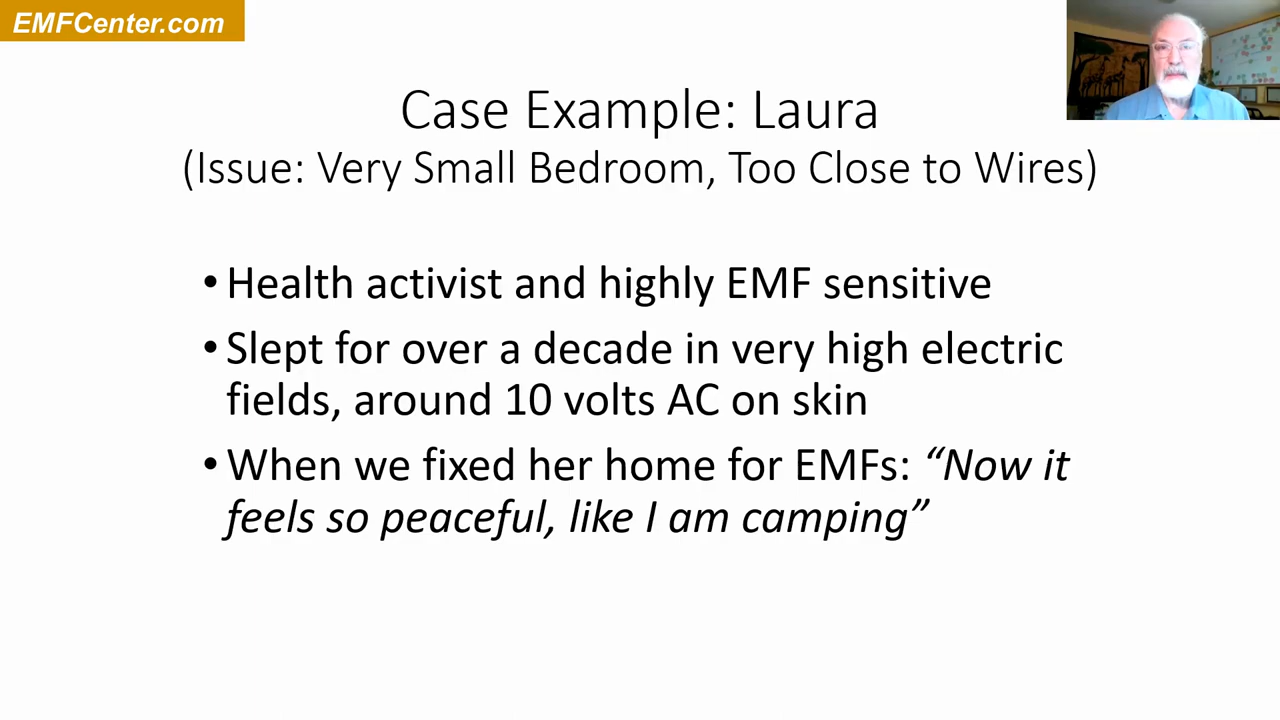 EMFCenter.com
Case Example: Laura
(Issue: Very Small Bedroom, Too Close to Wires)
• Health activist and highly EMF sensitive
• Slept for over a decade in very high electric
fields, around 10 volts AC on skin
• When we fixed her home for EMFs: “Now it
feels so peaceful, like I am camping”